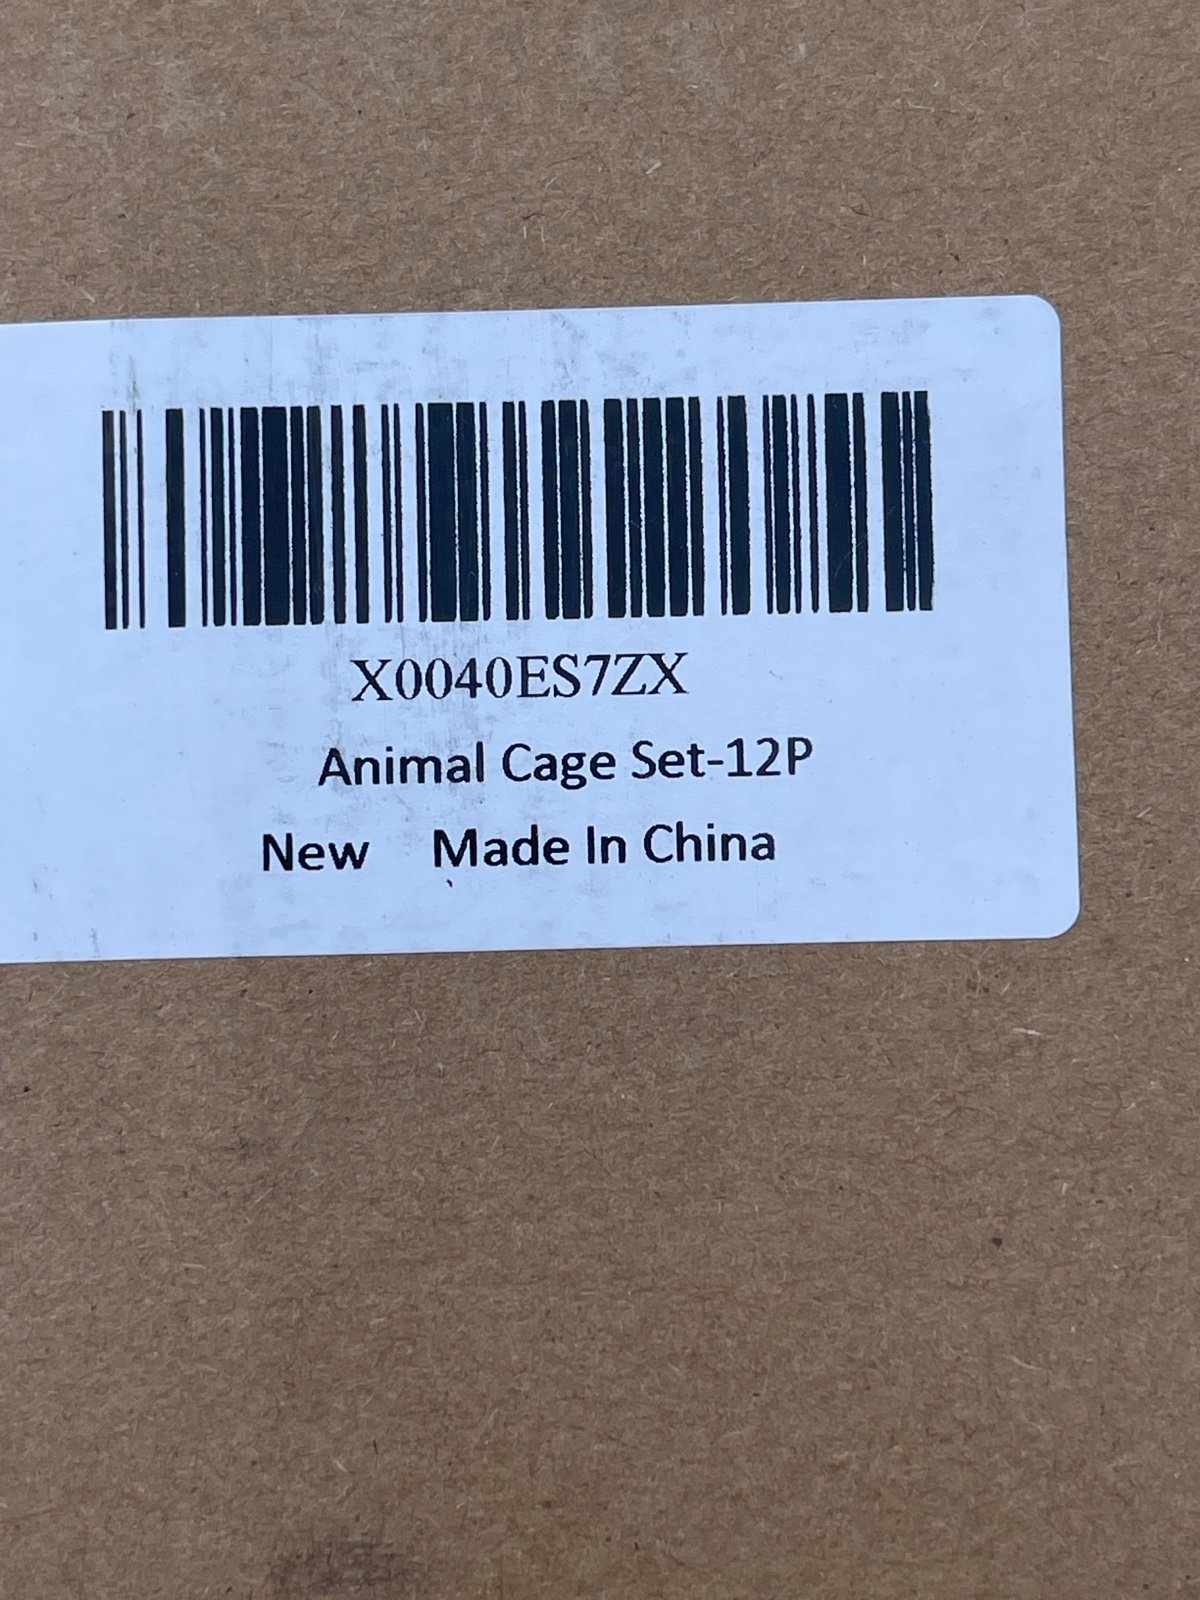 X0040ES7ZX
Animal Cage Set-12P
New Made In China